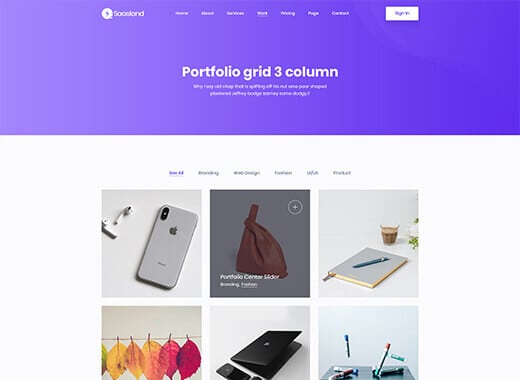 Saasland
Home About Services Work Pricing Page Contact
Sign In
Portfolio grid 3 column
Why I say old chap that is spiffing off his nut arse pear shaped
plastered Jeffrey bodge barney some dodgy.!!
See All Branding Web Design Fashion UI/UX Product
Portfolio Center Slider
Branding, Fashion